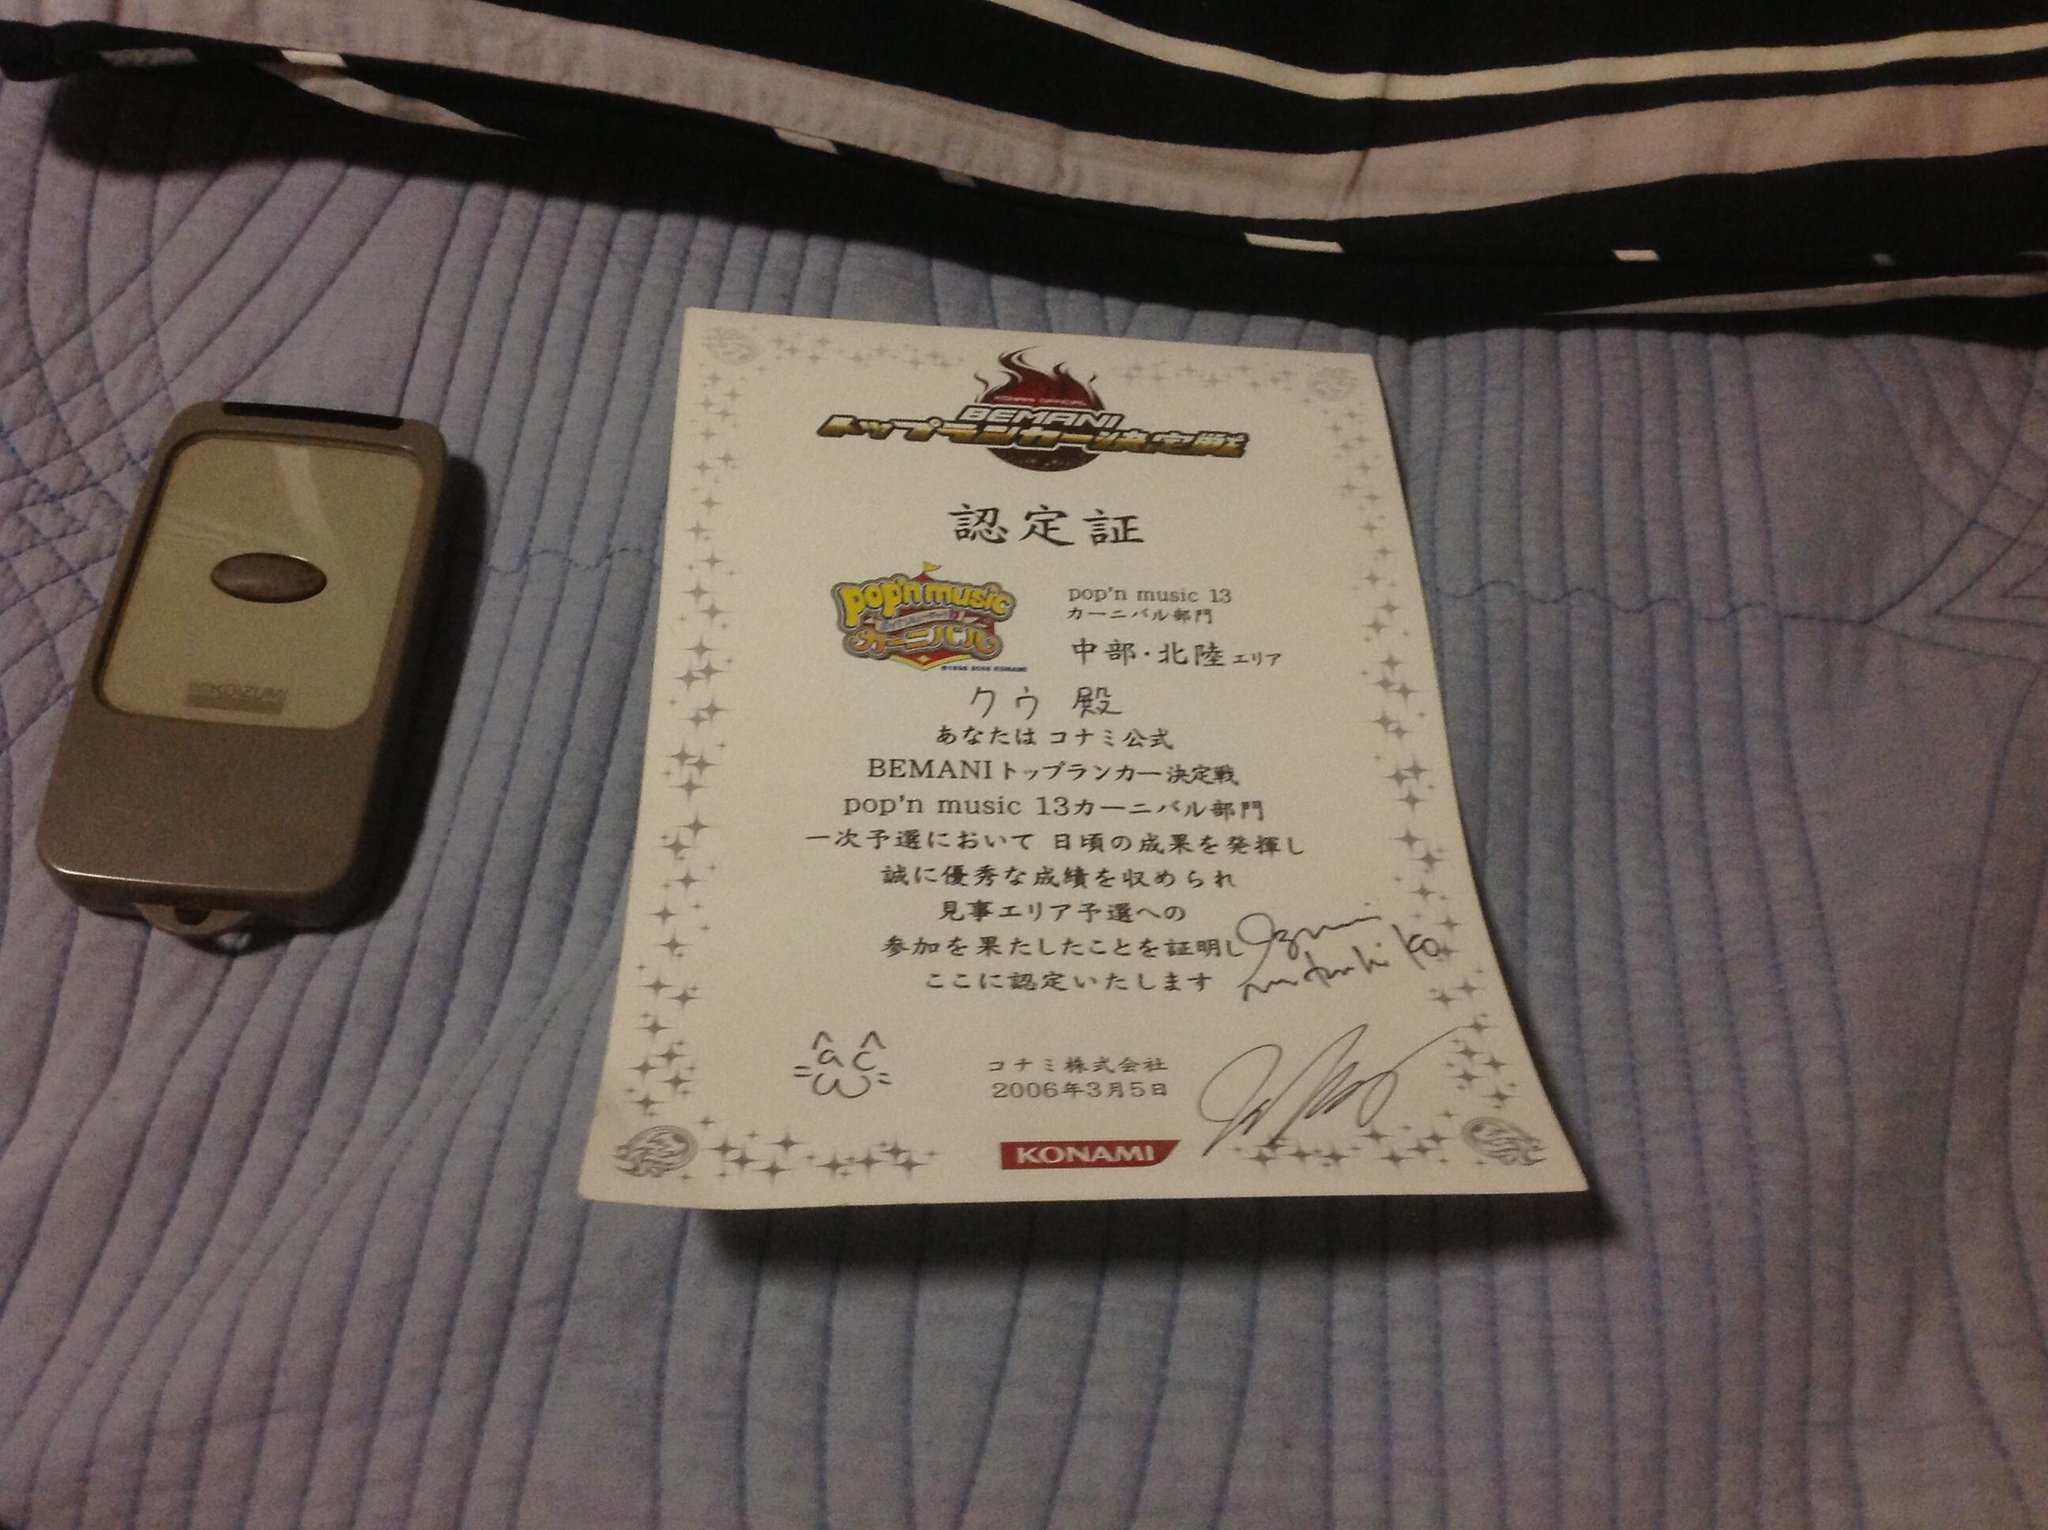 KOIZUMI
KONAMI OFFICIAL
BEMANI
トップランカー決定戦
認定証
pop'n music
カーニバル
pop'n music 13
カーニバル部門
中部・北陸エリア
クウ 殿
あなたは コナミ公式
BEMANIトップランカー決定戦
pop'n music 13カーニバル部門
一次予選において 日頃の成果を発揮し
誠に優秀な成績を収められ
見事エリア予選への
参加を果たしたことを証明し
ここに認定いたします
コナミ株式会社
2006年3月5日
KONAMI